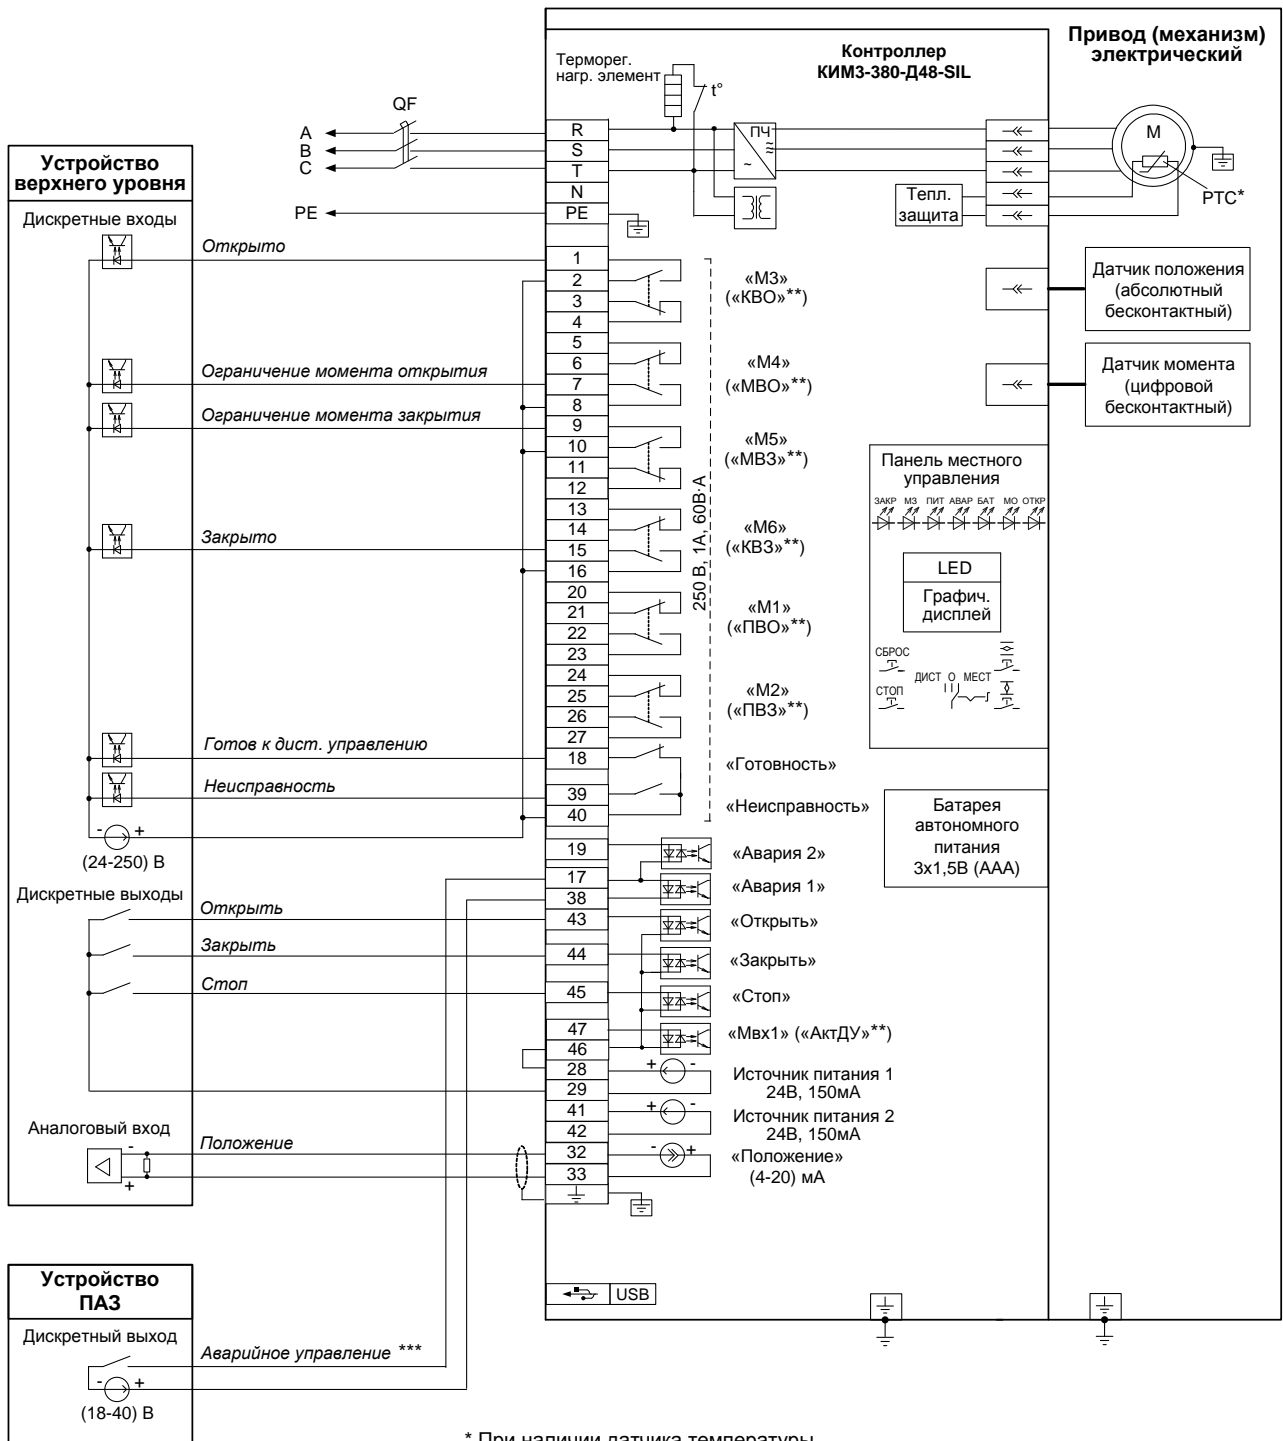 Привод (механизм)
электрический
Контроллер
КИМ3-380-Д48-SIL
Терморег.
нагр. элемент
t°
QF
A
B
C
PE
R
S
T
N
PE
ПЧ
~
≈
M
PTC*
Тепл.
защита
Устройство
верхнего уровня
Дискретные входы
Открыто
Ограничение момента открытия
Ограничение момента закрытия
Закрыто
Готов к дист. управлению
Неисправность
- +
(24-250) В
Дискретные выходы
Открыть
Закрыть
Стоп
Аналоговый вход
Положение
-
+
1
2
3
4
5
6
7
8
9
10
11
12
13
14
15
16
20
21
22
23
24
25
26
27
18
39
40
19
17
38
43
44
45
47
46
28
29
41
42
32
33
«М3»
(«КВО»**)
«М4»
(«МВО»**)
«М5»
(«МВЗ»**)
«М6»
(«КВЗ»**)
«М1»
(«ПВО»**)
«М2»
(«ПВЗ»**)
250 В, 1А, 60В·А
«Готовность»
«Неисправность»
«Авария 2»
«Авария 1»
«Открыть»
«Закрыть»
«Стоп»
«Мвх1» («АктДУ»**)
+ -
Источник питания 1
24В, 150мА
+ -
Источник питания 2
24В, 150мА
- +
«Положение»
(4-20) мА
Датчик положения
(абсолютный
бесконтактный)
Датчик момента
(цифровой
бесконтактный)
Панель местного
управления
ЗАКР МЗ ПИТ АВАР БАТ МО ОТКР
LED
Графич.
дисплей
СБРОС
СТОП
ДИСТ О МЕСТ
Батарея
автономного
питания
3x1,5В (ААА)
USB
Устройство
ПАЗ
Дискретный выход
Аварийное управление ***
- +
(18-40) В
* При наличии датчика температуры